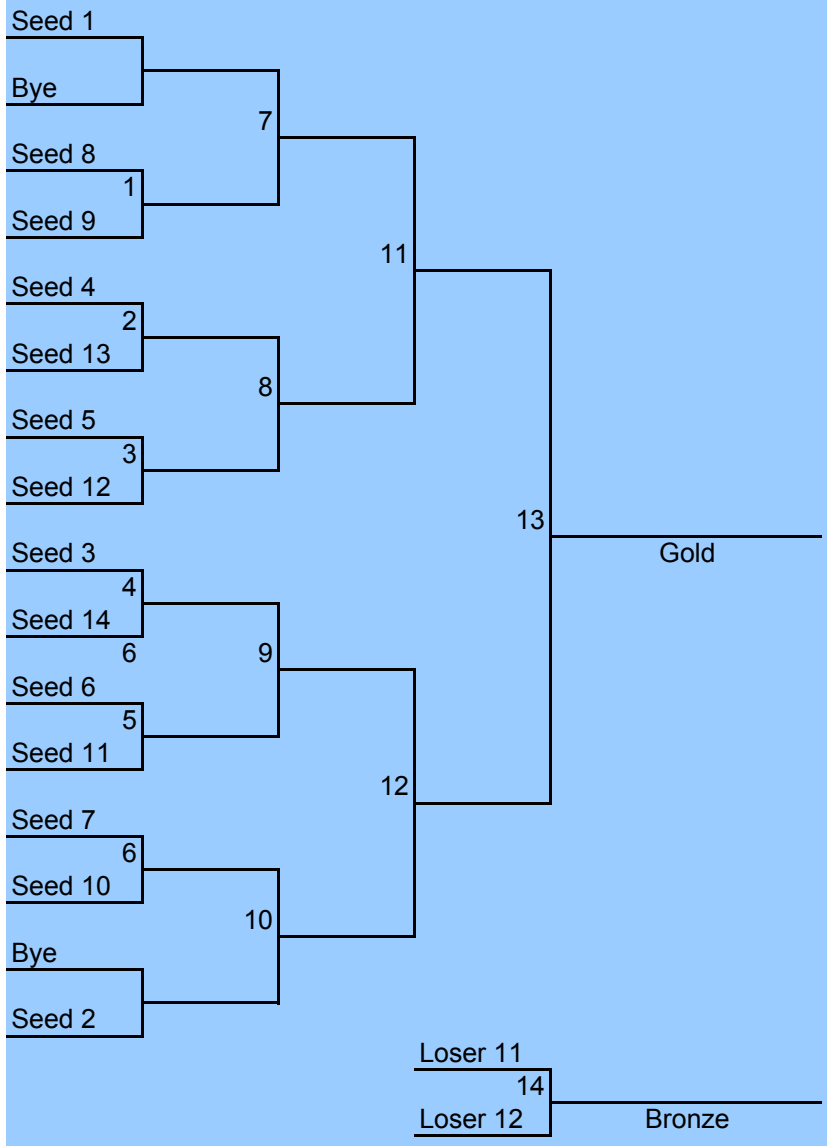 Seed 1
Bye
7
Seed 8
1
Seed 9
11
Seed 4
2
Seed 13
8
Seed 5
3
Seed 12
13
Gold
Seed 3
4
Seed 14
6
9
Seed 6
5
Seed 11
12
Seed 7
6
Seed 10
10
Bye
Seed 2
Loser 11
14
Loser 12
Bronze